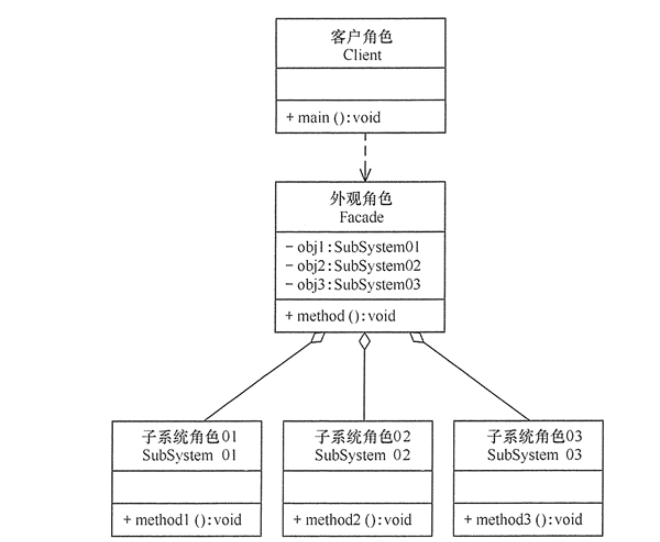 客户角色
Client
+ main ():void
外观角色
Facade
- obj1:SubSystem01
- obj2:SubSystem02
- obj3:SubSystem03
+ method ():void
子系统角色01
SubSystem 01
+ method1 ():void
子系统角色02
SubSystem 02
+ method2 ():void
子系统角色03
SubSystem 03
+ method3 ():void